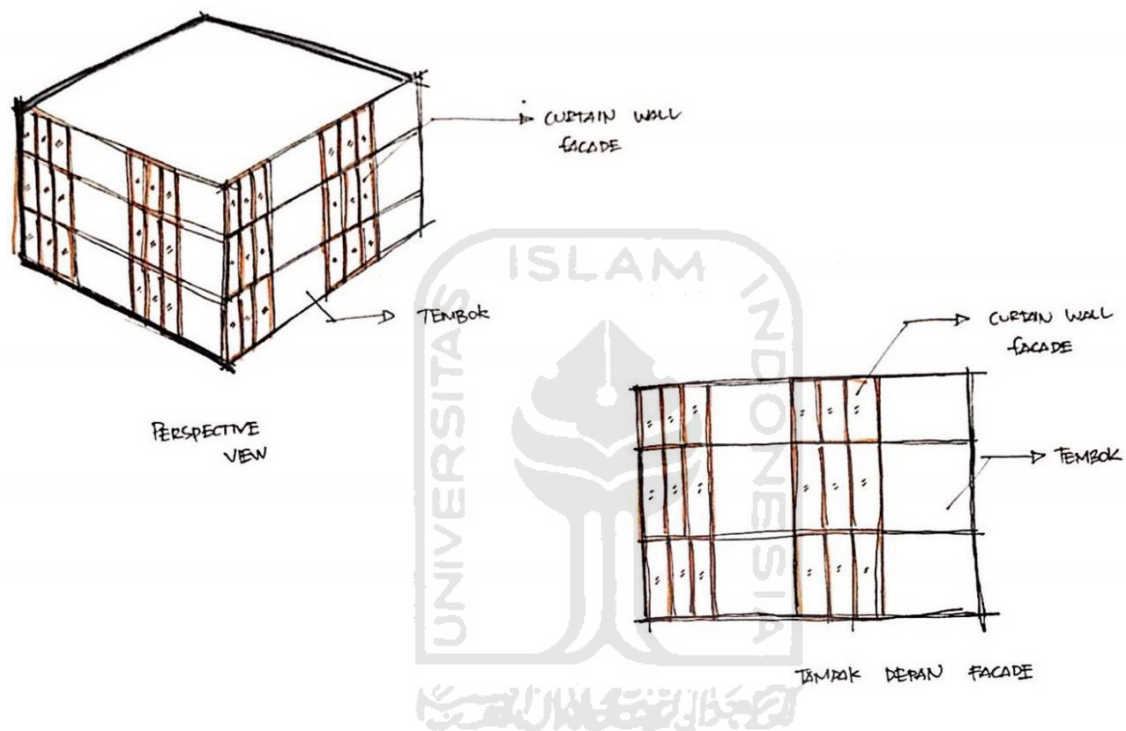 CURTAIN WALL
FACADE
TEMBOK
PERSPECTIVE
VIEW
CURTAIN WALL
FACADE
TEMBOK
TAMPAK DEPAN FACADE
UNIVERSITAS
ISLAM
INDONESIA